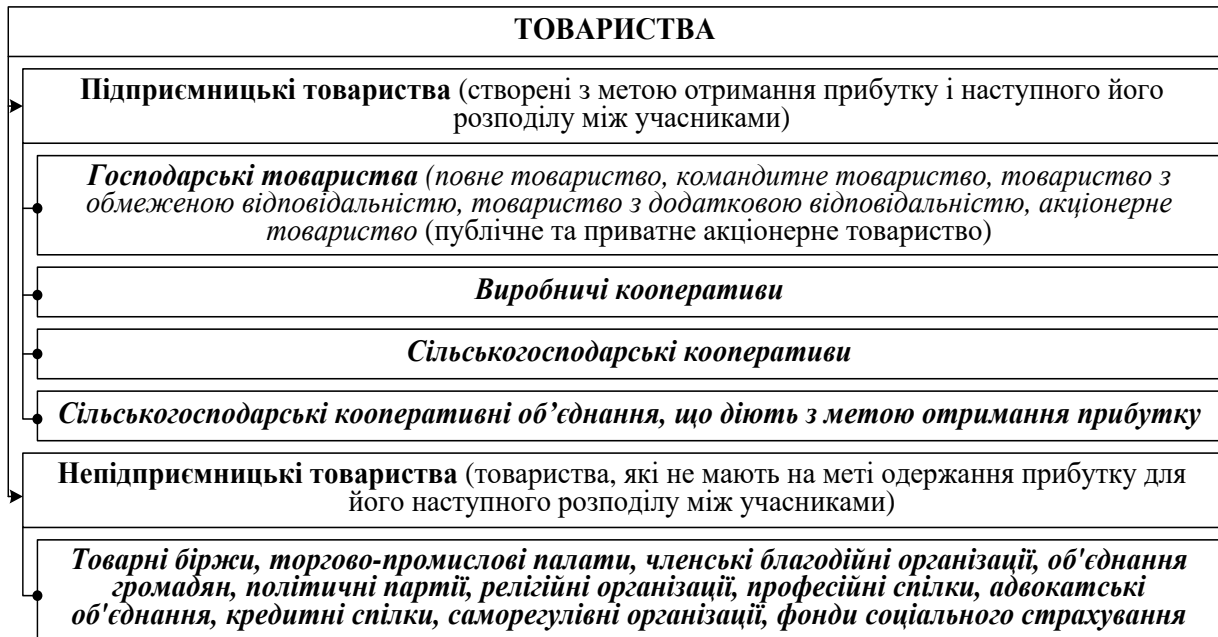 ТОВАРИСТВА
Підприємницькі товариства (створені з метою отримання прибутку і наступного його
розподілу між учасниками)
Господарські товариства (повне товариство, командитне товариство, товариство з
обмеженою відповідальністю, товариство з додатковою відповідальністю, акціонерне
товариство (публічне та приватне акціонерне товариство)
Виробничі кооперативи
Сільськогосподарські кооперативи
Сільськогосподарські кооперативні об’єднання, що діють з метою отримання прибутку
Непідприємницькі товариства (товариства, які не мають на меті одержання прибутку для
його наступного розподілу між учасниками)
Товарні біржи, торгово-промислові палати, членські благодійні організації, об'єднання
громадян, політичні партії, релігійні організації, професійні спілки, адвокатські
об'єднання, кредитні спілки, саморегулівні організації, фонди соціального страхування